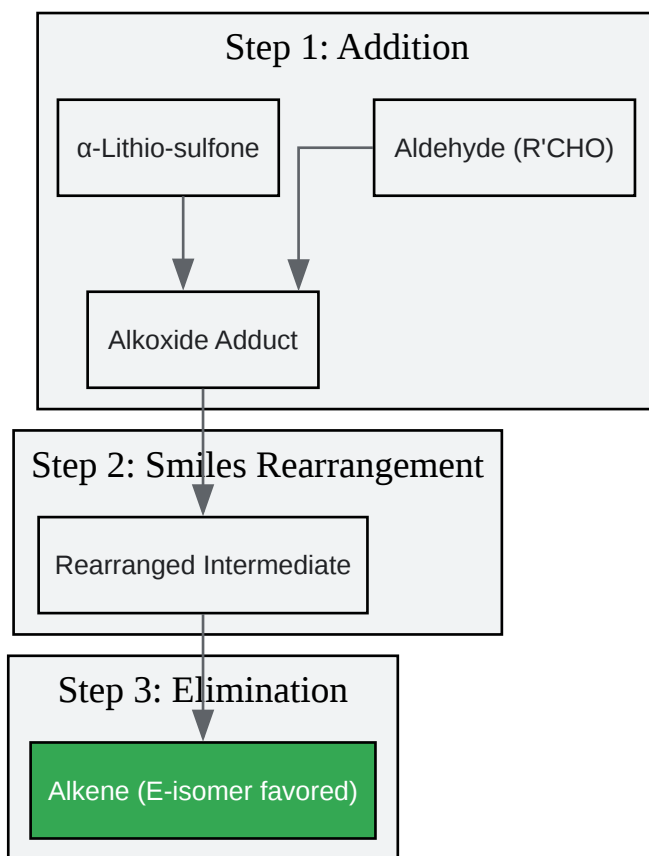 Step 1: Addition
α-Lithio-sulfone
Aldehyde (R'CHO)
Alkoxide Adduct
Step 2: Smiles Rearrangement
Rearranged Intermediate
Step 3: Elimination
Alkene (E-isomer favored)